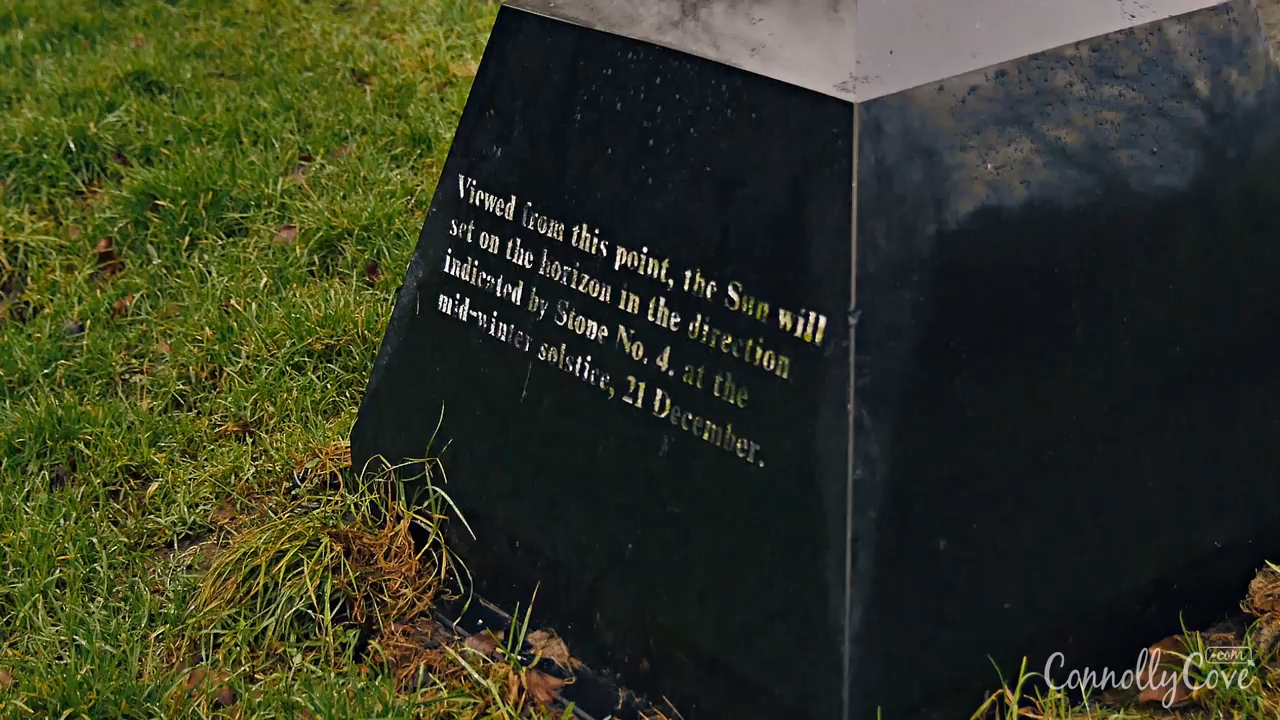 Viewed from this point, the Sun will
set on the horizon in the direction
indicated by Stone No. 4. at the
mid-winter solstice, 21 December.
ConnollyCove
.com